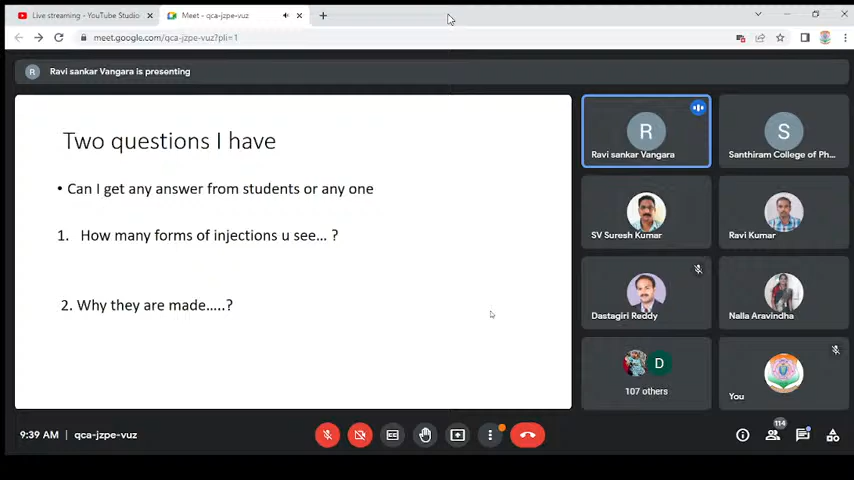 Live streaming - YouTube Studio
Meet - qca-jzpe-vuz
meet.google.com/qca-jzpe-vuz?pli=1
R
Ravi sankar Vangara is presenting
Two questions I have
• Can I get any answer from students or any one
1. How many forms of injections u see... ?
2. Why they are made.....?
R
Ravi sankar Vangara
S
Santhiram College of Ph...
SV Suresh Kumar
Ravi Kumar
Dastagiri Reddy
Nalla Aravindha
D
107 others
You
9:39 AM | qca-jzpe-vuz
114